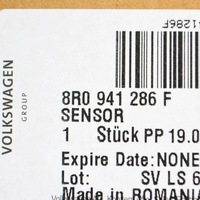 41286F
VOLKSWAGEN
GROUP
8R0 941 286 F
SENSOR
1 Stück PP 19.0
Expire Date: NONE
Lot: SV LS 6
Made in ROMANIA